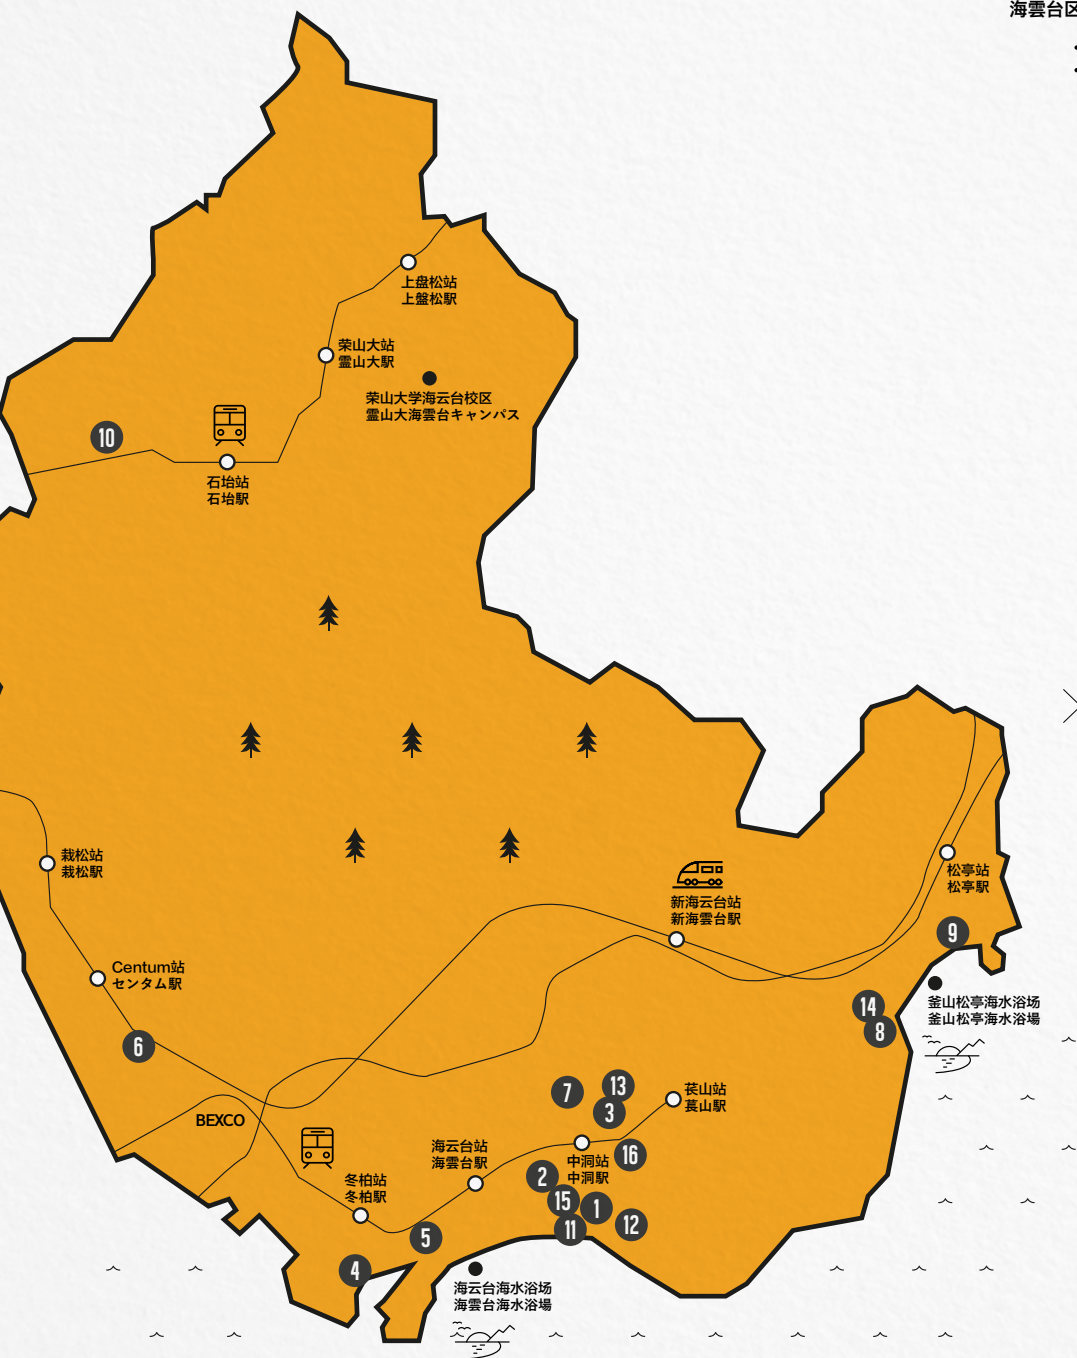 海雲台区
上盘松站
上盤松駅
荣山大站
霊山大駅
荣山大学海云台校区
霊山大海雲台キャンパス
10
石坮站
石坮駅
栽松站
栽松駅
新海云台站
新海雲台駅
松亭站
松亭駅
9
Centum站
センタム駅
釜山松亭海水浴场
釜山松亭海水浴場
14
8
6
7
13
3
苌山站
萇山駅
BEXCO
海云台站
海雲台駅
中洞站
中洞駅
16
2
冬柏站
冬柏駅
15
1
11
12
5
4
海云台海水浴场
海雲台海水浴場